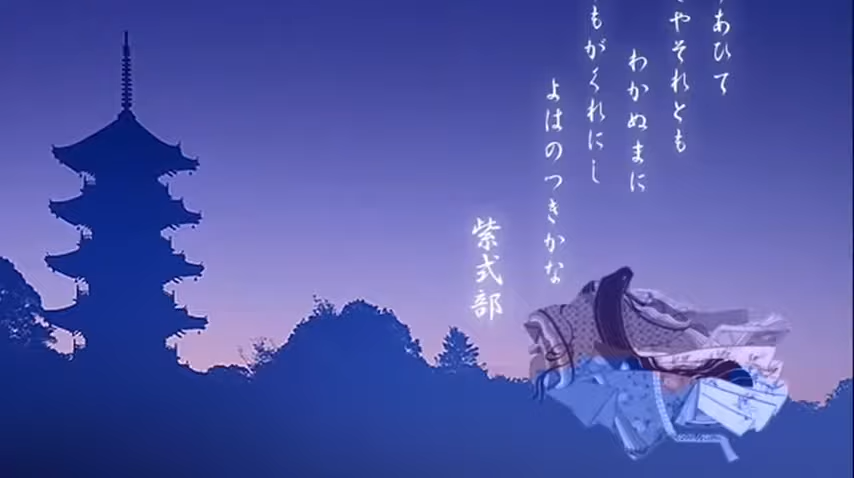 あひて
やそれとも
わかぬまに
もがくれにし
よはのつきかな
紫式部